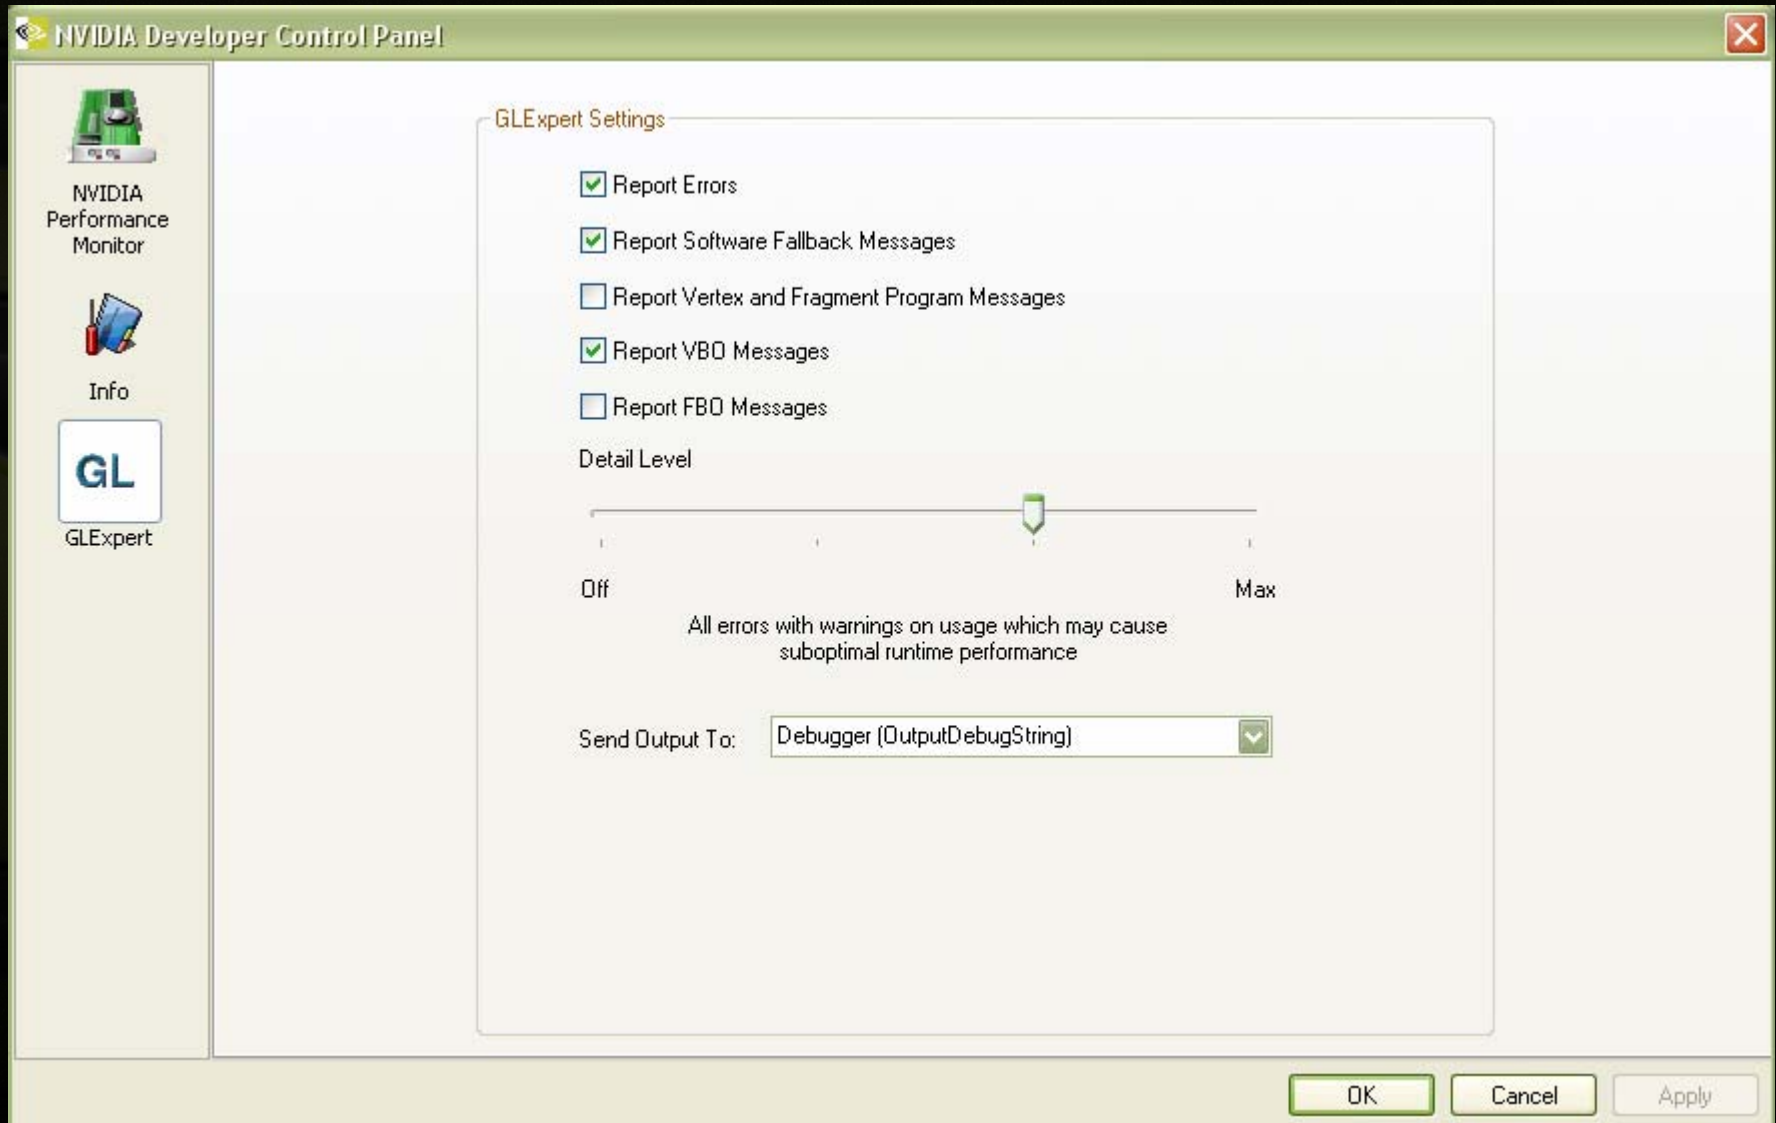 NVIDIA Developer Control Panel
NVIDIA
Performance
Monitor
Info
GL
GLExpert
GLExpert Settings
Report Errors
Report Software Fallback Messages
Report Vertex and Fragment Program Messages
Report VBO Messages
Report FBO Messages
Detail Level
Off
Max
All errors with warnings on usage which may cause
suboptimal runtime performance
Send Output To:
Debugger (OutputDebugString)
OK
Cancel
Apply